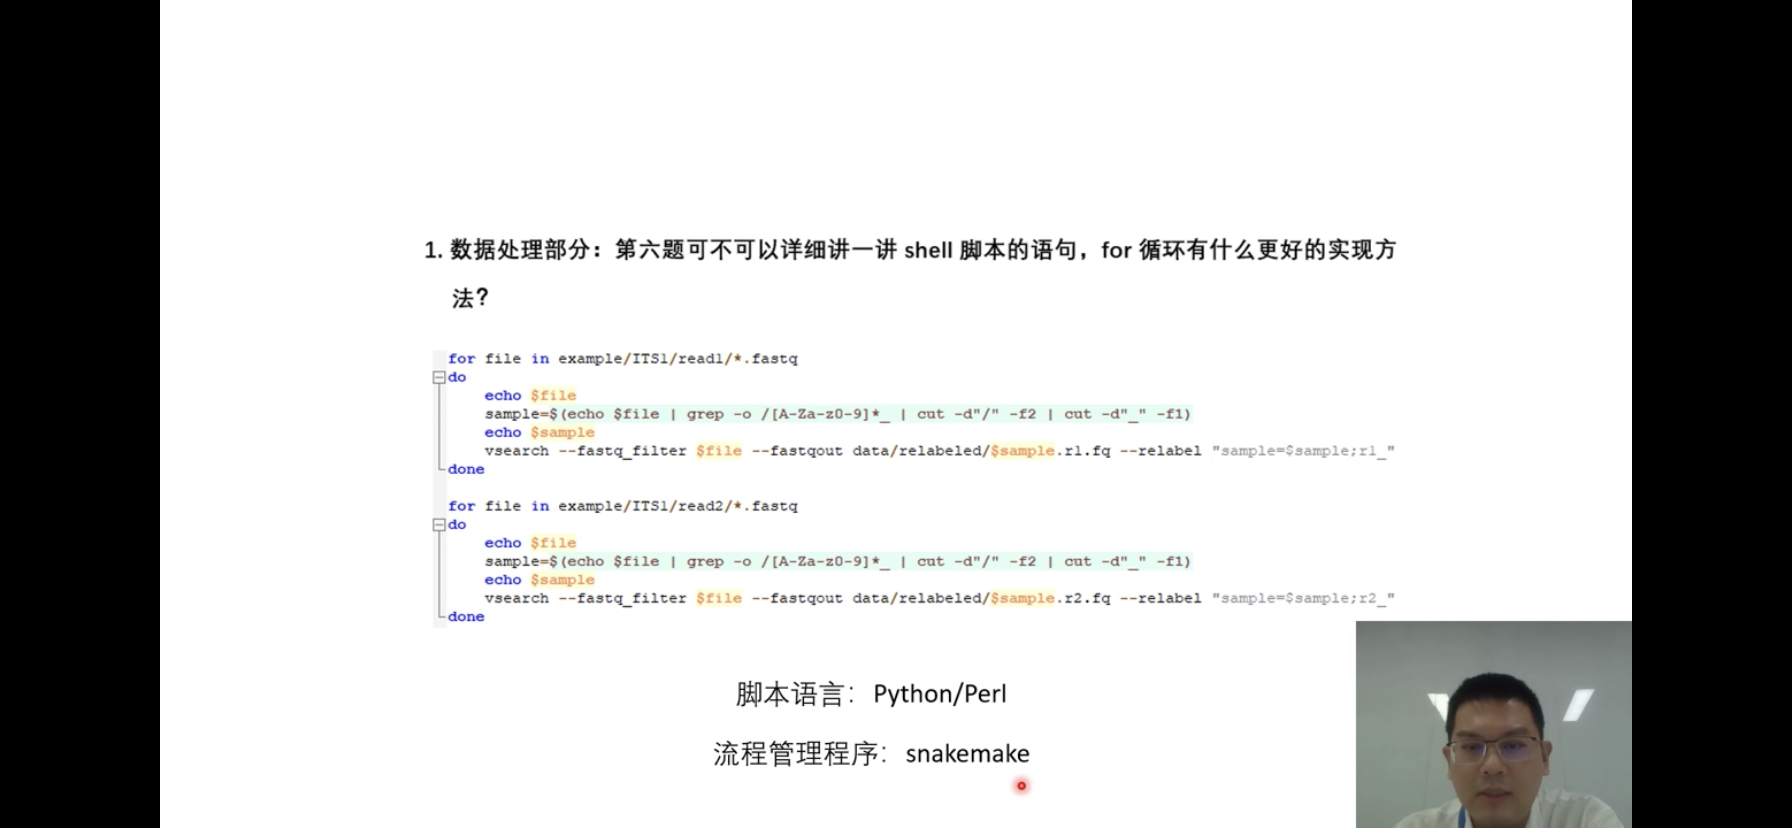 1. 数据处理部分：第六题可不可以详细讲一讲 shell 脚本的语句，for 循环有什么更好的实现方
法？
for file in example/ITS1/read1/*.fastq
do
echo $file
sample=$(echo $file | grep -o /[A-Za-z0-9]*_ | cut -d"/" -f2 | cut -d"_" -f1)
echo $sample
vsearch --fastq_filter $file --fastqout data/relabeled/$sample.r1.fq --relabel "sample=$sample;r1_"
done
for file in example/ITS1/read2/*.fastq
do
echo $file
sample=$(echo $file | grep -o /[A-Za-z0-9]*_ | cut -d"/" -f2 | cut -d"_" -f1)
echo $sample
vsearch --fastq_filter $file --fastqout data/relabeled/$sample.r2.fq --relabel "sample=$sample;r2_"
done
脚本语言：Python/Perl
流程管理程序：snakemake